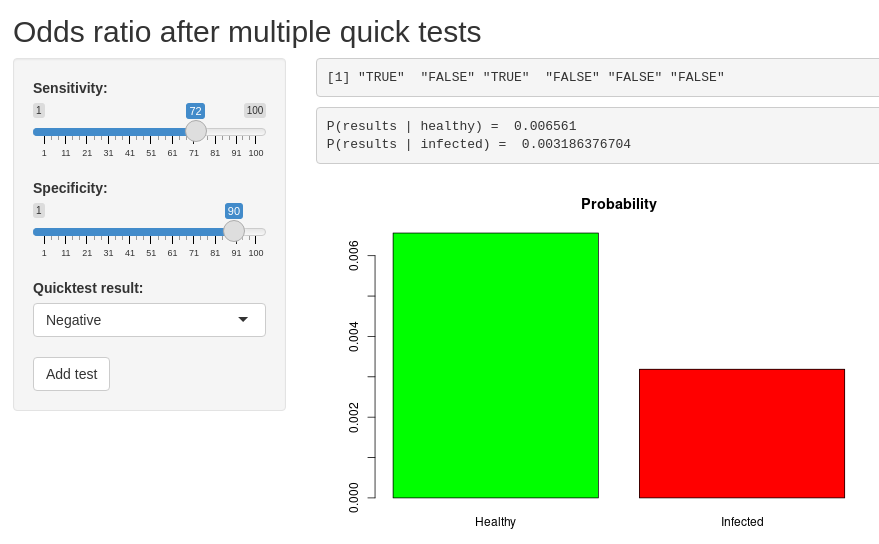 Odds ratio after multiple quick tests
Sensitivity:
1 72 100
1 11 21 31 41 51 61 71 81 91 100
Specificity:
1 90
1 11 21 31 41 51 61 71 81 91 100
Quicktest result:
Negative
Add test
[1] "TRUE"  "FALSE" "TRUE"  "FALSE" "FALSE" "FALSE"
P(results | healthy) =  0.006561
P(results | infected) =  0.003186376704
Probability
0.006
0.004
0.002
0.000
Healthy Infected